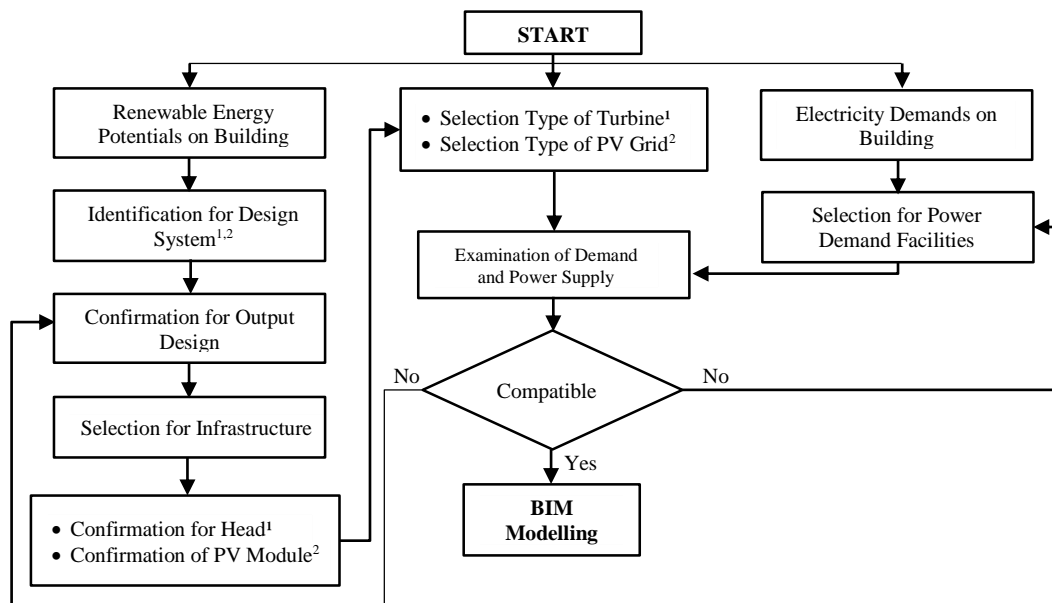 START
Renewable Energy
Potentials on Building
Identification for Design
System¹,²
Confirmation for Output
Design
Selection for Infrastructure
• Confirmation for Head¹
• Confirmation of PV Module²
• Selection Type of Turbine¹
• Selection Type of PV Grid²
Examination of Demand
and Power Supply
Electricity Demands on
Building
Selection for Power
Demand Facilities
No
Compatible
No
Yes
BIM
Modelling